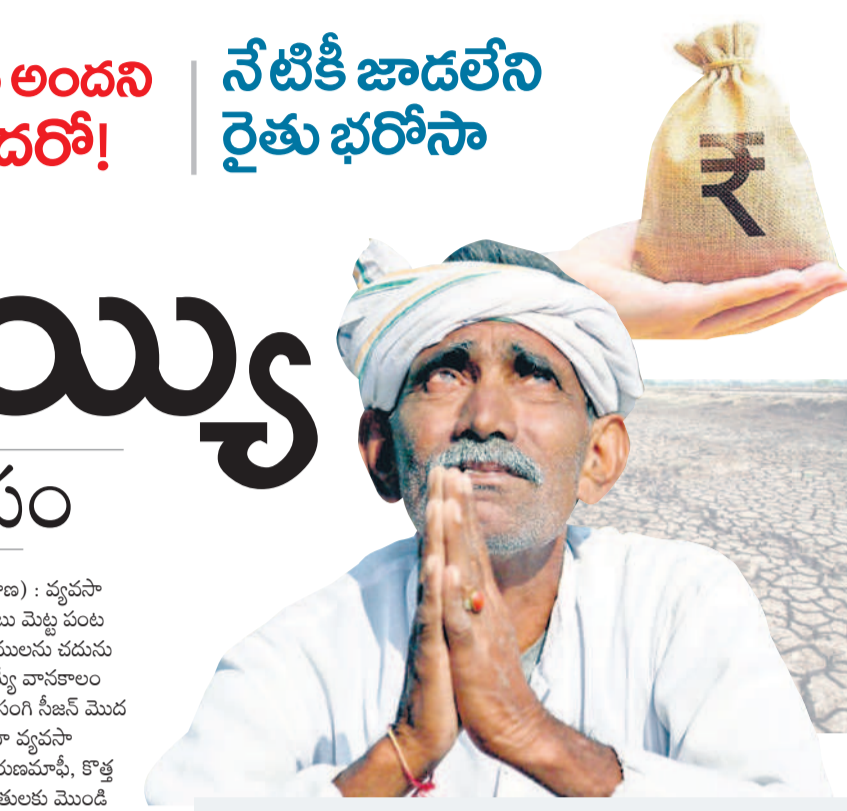 అందని
దరో!
నేటికీ జాడలేని
రైతు భరోసా
₹
య్యి
సం
ణ) : వ్యవసా
బు మెట్ట పంట
ములను చదును
వానకాలం
సంగి సీజన్ మొద
వ్యవసా
రుణమాఫీ, కొత్త
తులకు మొండి